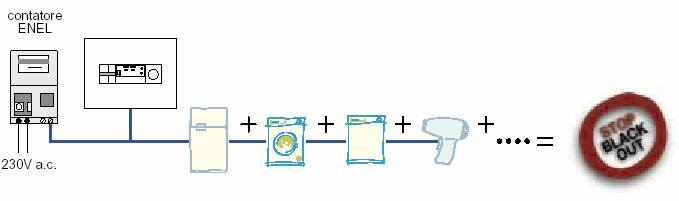 contatore
ENEL
230V a.c.
+ + + + •••• =
STOP
BLACK
OUT